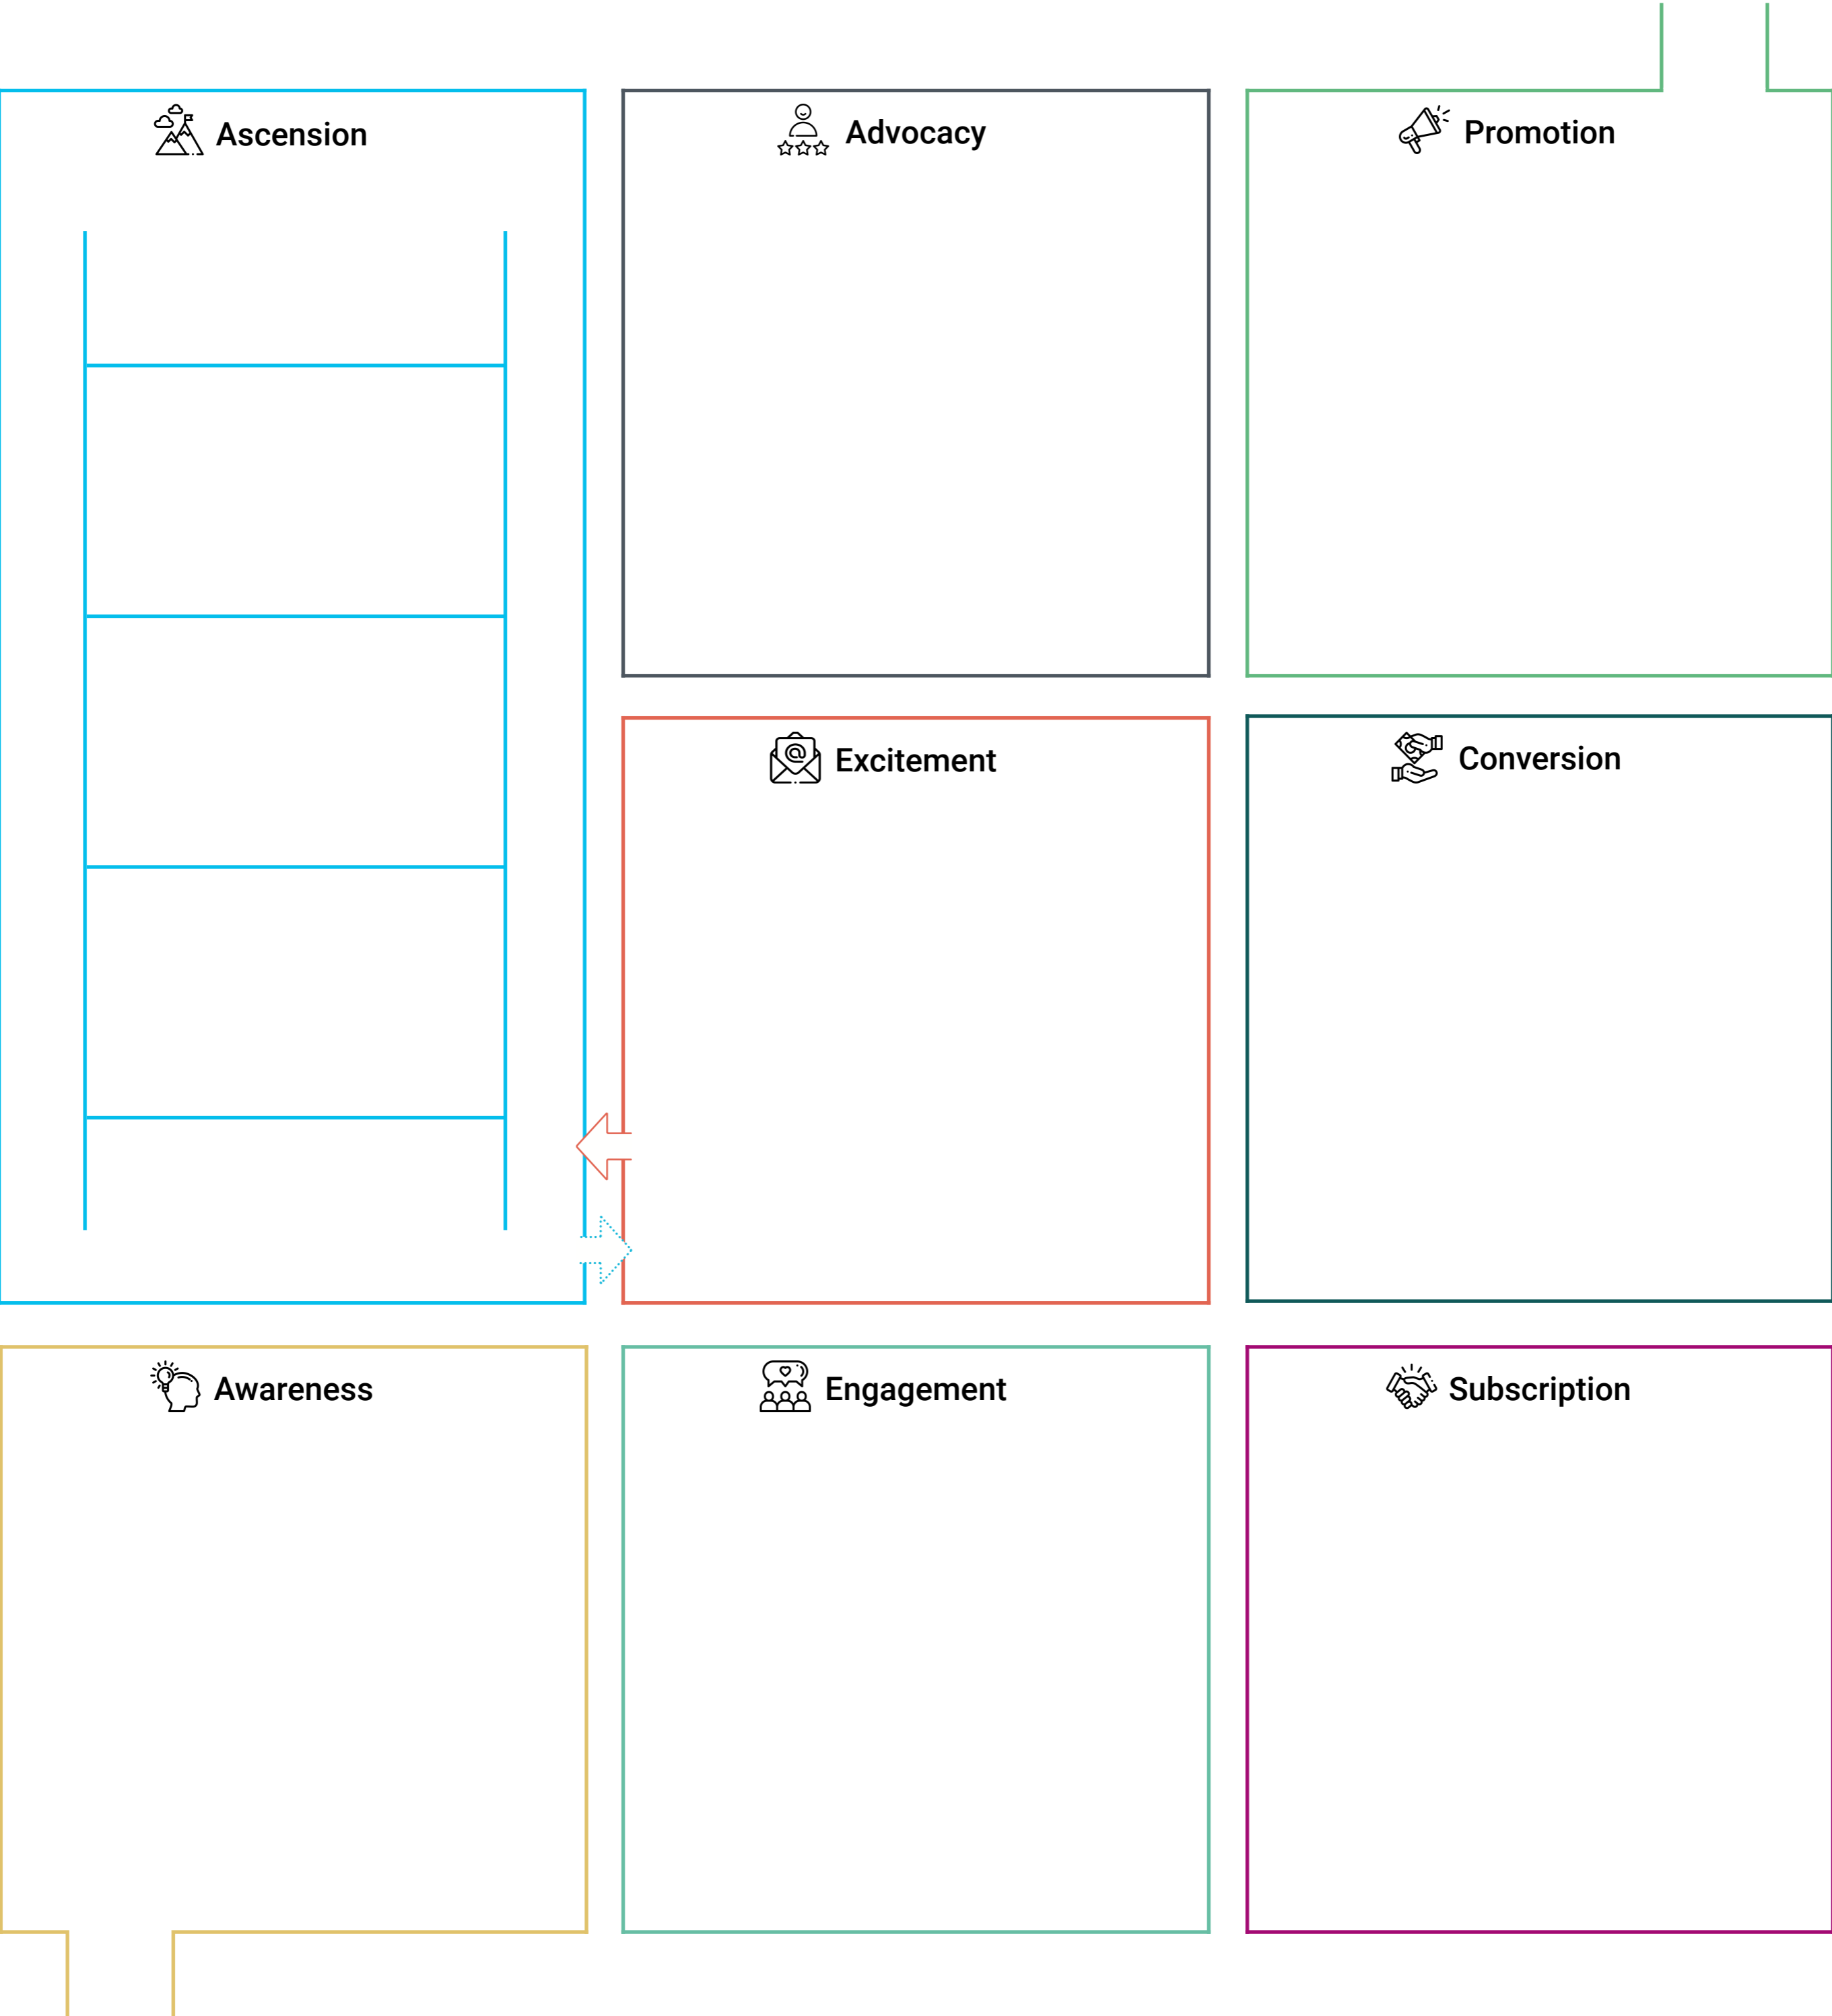 Ascension
Advocacy
Promotion
Excitement
Conversion
Awareness
Engagement
Subscription